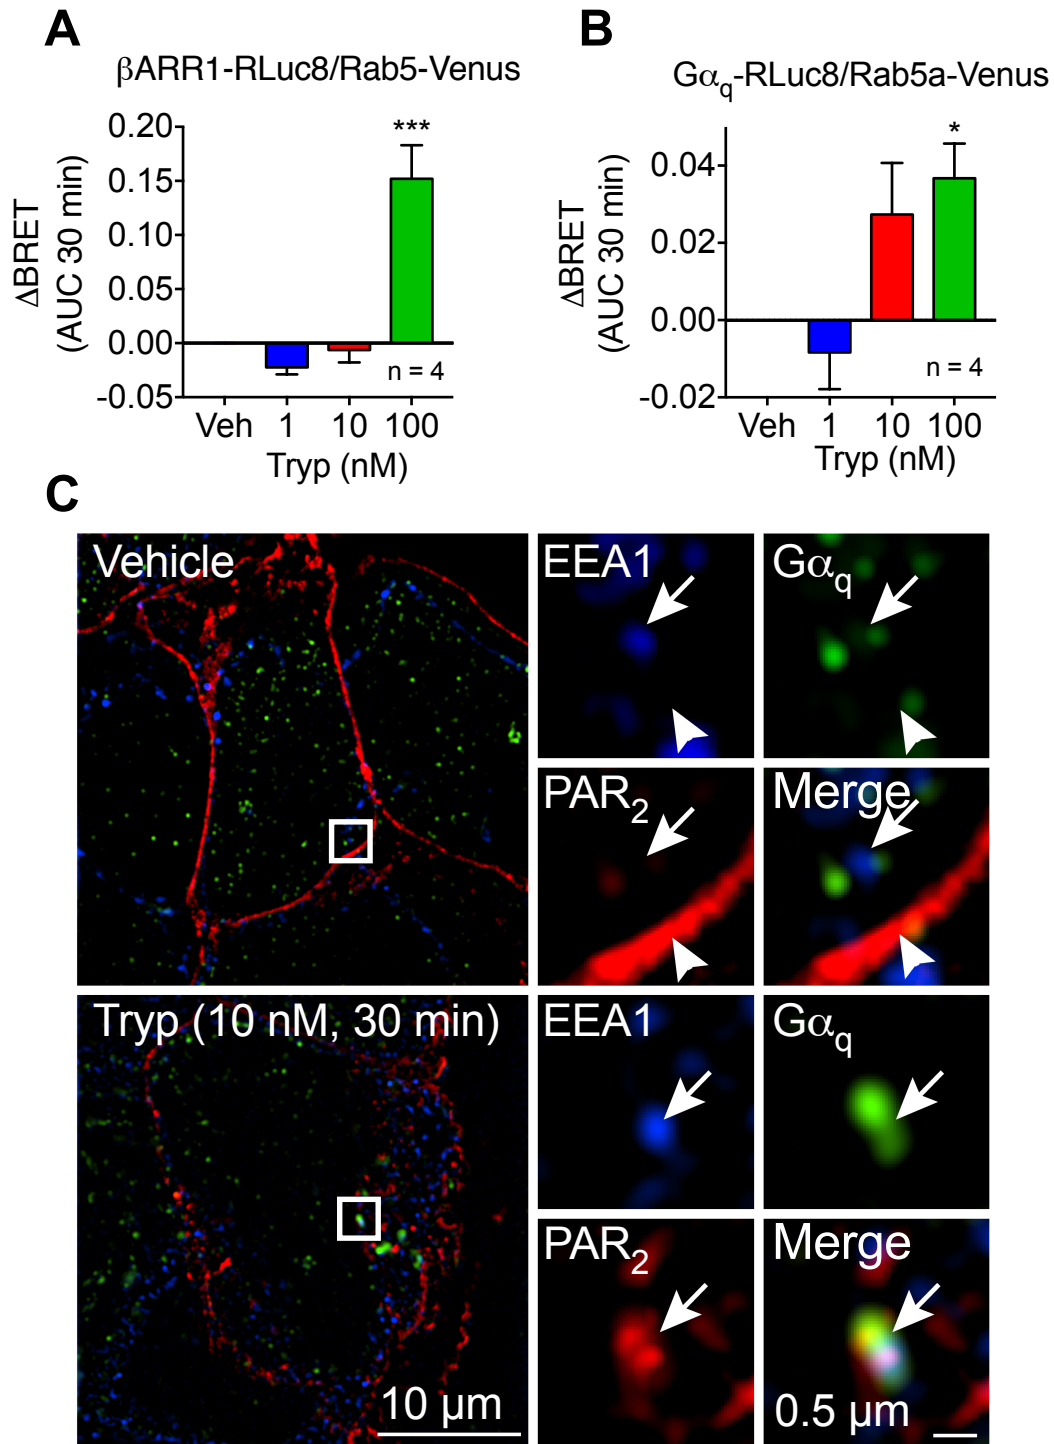 A
βARR1-RLuc8/Rab5-Venus
ΔBRET
(AUC 30 min)
0.20
0.15
0.10
0.05
0.00
-0.05
***
n = 4
Veh 1 10 100
Tryp (nM)
B
Gαq-RLuc8/Rab5a-Venus
ΔBRET
(AUC 30 min)
0.04
0.02
0.00
-0.02
*
n = 4
Veh 1 10 100
Tryp (nM)
C
Vehicle
EEA1
Gαq
PAR2
Merge
Tryp (10 nM, 30 min)
10 μm
EEA1
Gαq
PAR2
Merge
0.5 μm